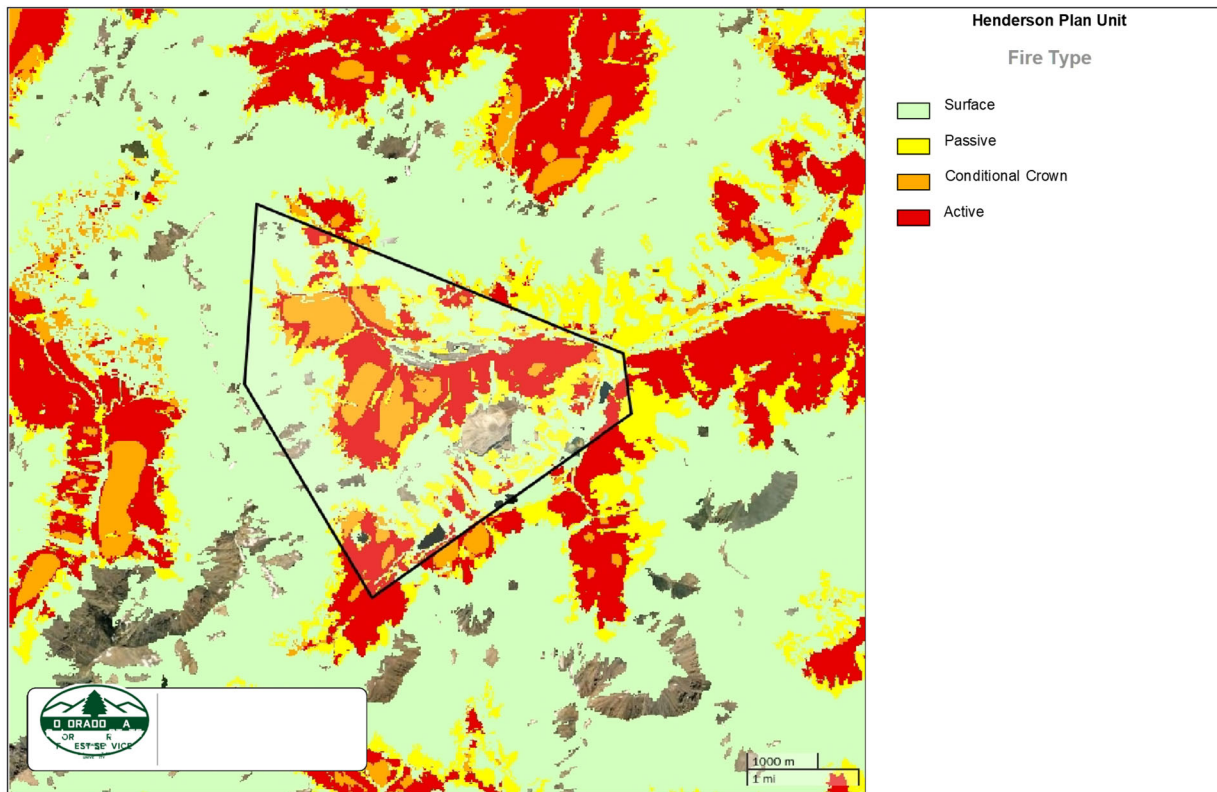 Henderson Plan Unit
Fire Type
Surface
Passive
Conditional Crown
Active
1000 m
1 mi